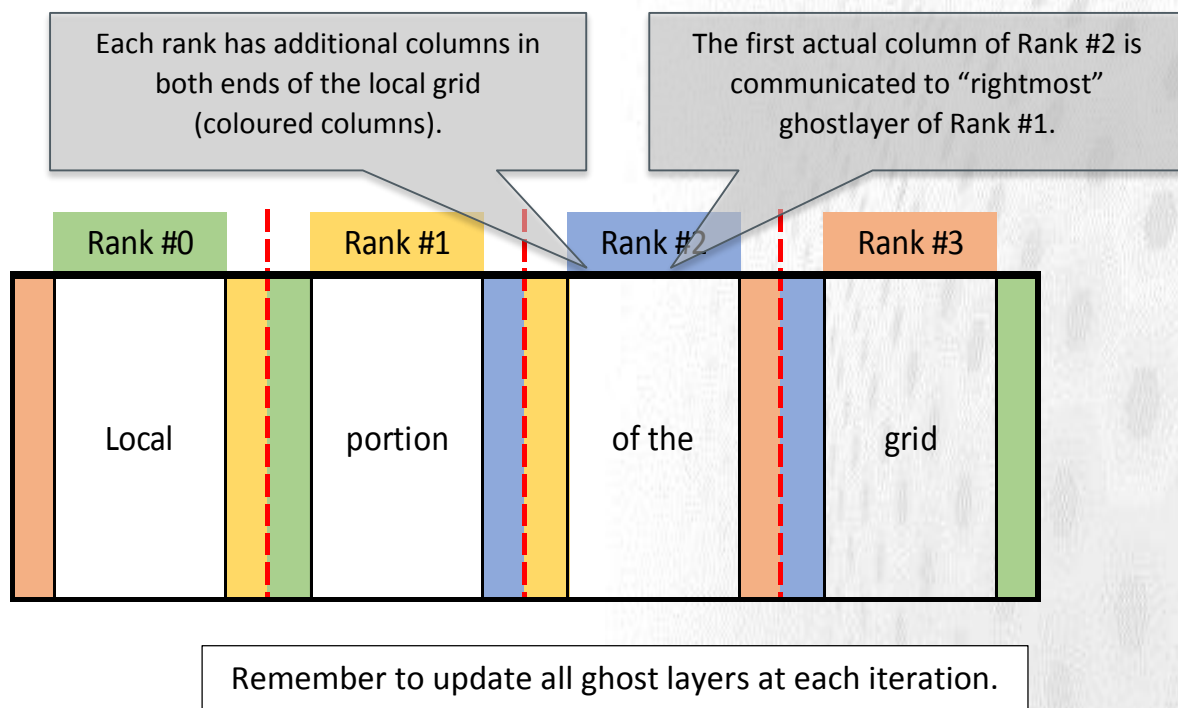 Each rank has additional columns in
both ends of the local grid
(coloured columns).
The first actual column of Rank #2 is
communicated to “rightmost”
ghostlayer of Rank #1.
Rank #0
Rank #1
Rank #2
Rank #3
Local
portion
of the
grid
Remember to update all ghost layers at each iteration.